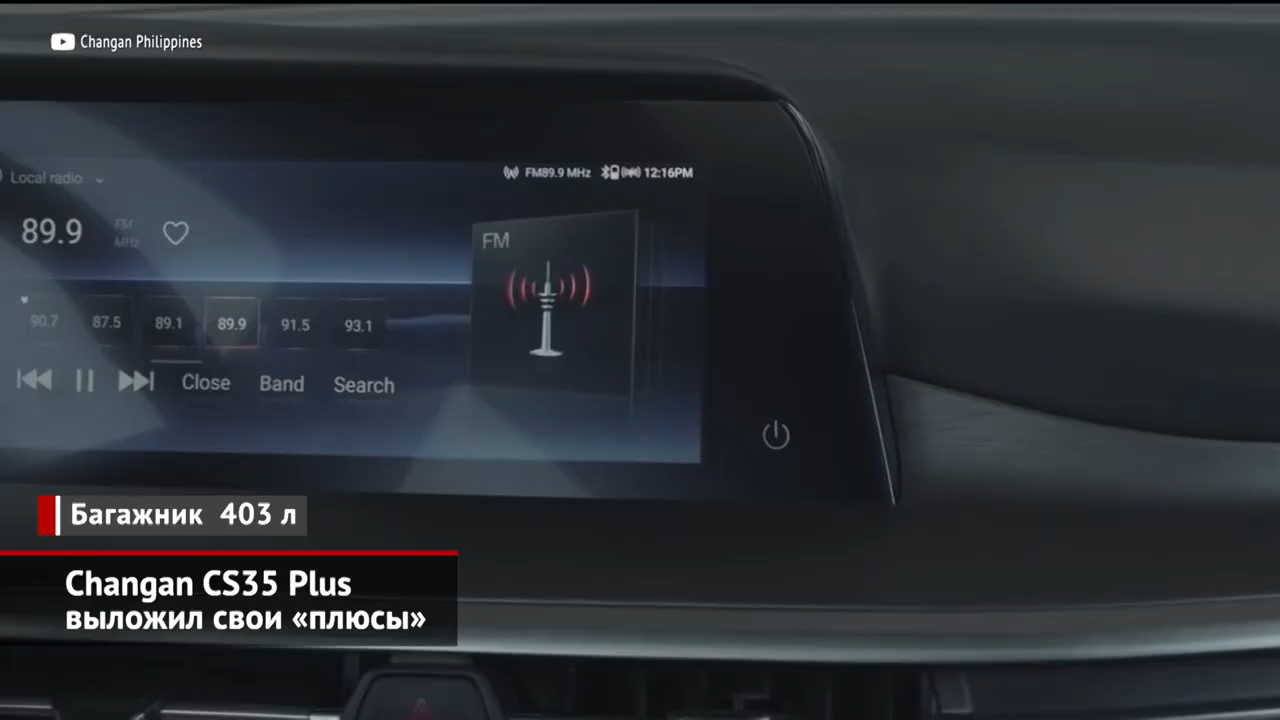 Changan Philippines
FM89.9 MHz 12:16PM
Local radio
89.9 FM MHz
FM
90.7 87.5 89.1 89.9 91.5 93.1
Close Band Search
Багажник 403 л
Changan CS35 Plus
выложил свои «плюсы»